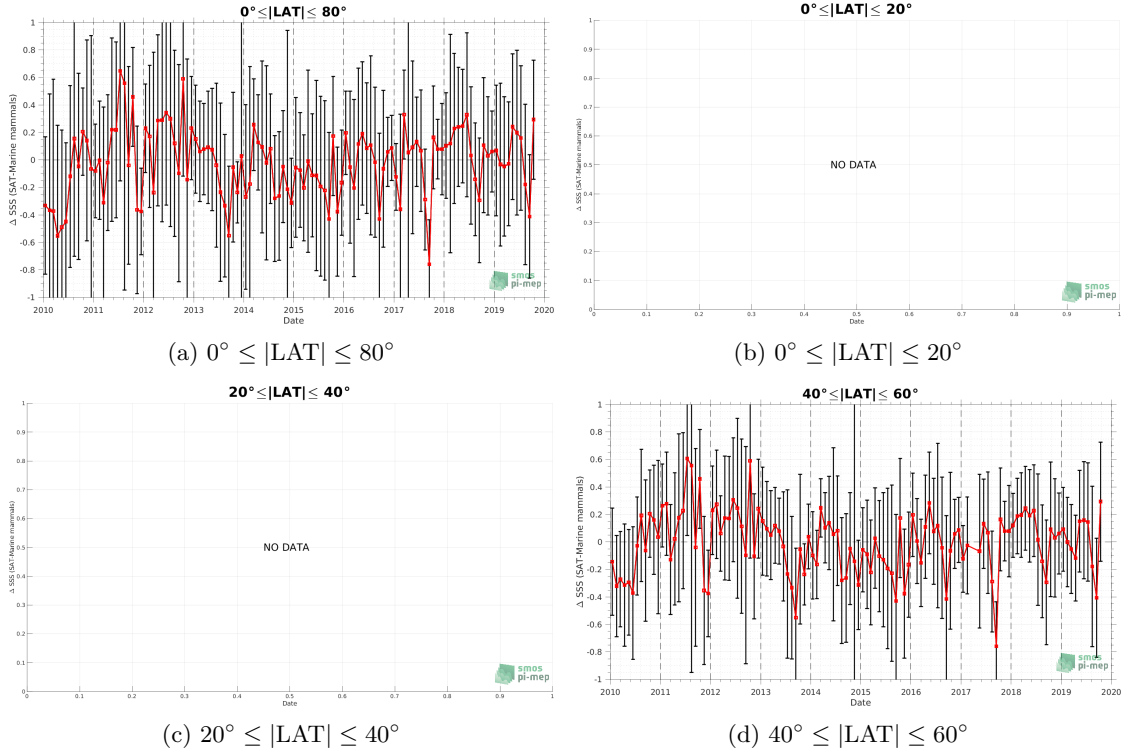 0°≤|LAT|≤ 80°
Δ SSS (SAT-Marine mammals)
1
0.8
0.6
0.4
0.2
0
-0.2
-0.4
-0.6
-0.8
-1
2010 2011 2012 2013 2014 2015 2016 2017 2018 2019 2020
Date
smos
pi-mep
(a) 0° ≤ |LAT| ≤ 80°
0°≤|LAT|≤ 20°
Δ SSS (SAT-Marine mammals)
1
0.9
0.8
0.7
0.6
0.5
0.4
0.3
0.2
0.1
0
NO DATA
0 0.1 0.2 0.3 0.4 0.5 0.6 0.7 0.8 0.9 1
Date
smos
pi-mep
(b) 0° ≤ |LAT| ≤ 20°
20°≤|LAT|≤ 40°
Δ SSS (SAT-Marine mammals)
1
0.9
0.8
0.7
0.6
0.5
0.4
0.3
0.2
0.1
0
NO DATA
0 0.1 0.2 0.3 0.4 0.5 0.6 0.7 0.8 0.9 1
Date
smos
pi-mep
(c) 20° ≤ |LAT| ≤ 40°
40°≤|LAT|≤ 60°
Δ SSS (SAT-Marine mammals)
1
0.8
0.6
0.4
0.2
0
-0.2
-0.4
-0.6
-0.8
-1
2010 2011 2012 2013 2014 2015 2016 2017 2018 2019 2020
Date
smos
pi-mep
(d) 40° ≤ |LAT| ≤ 60°